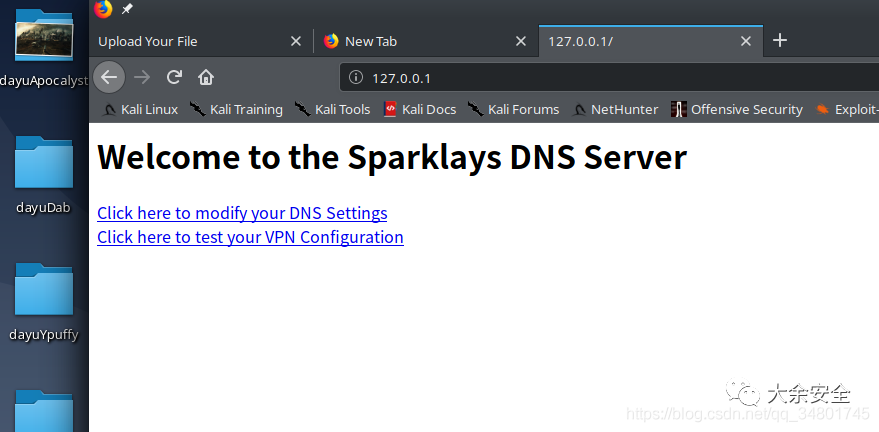 Upload Your File
New Tab
127.0.0.1/
dayuApocalyst
127.0.0.1
Kali Linux Kali Training Kali Tools Kali Docs Kali Forums NetHunter Offensive Security Exploit-
Welcome to the Sparklays DNS Server
Click here to modify your DNS Settings
Click here to test your VPN Configuration
dayuDab
dayuYpuffy
大余安全
https://blog.csdn.net/qq_34801745